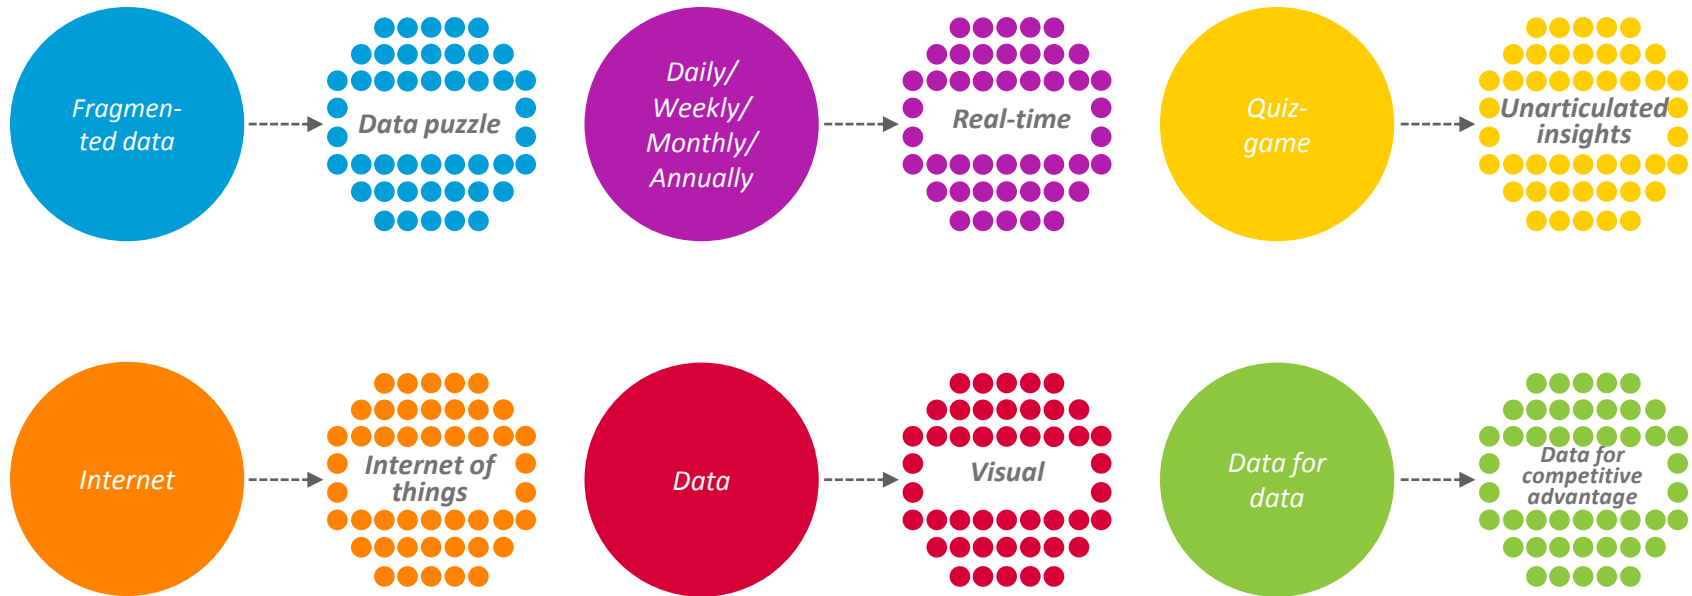 Fragmen-
ted data
Data puzzle
Daily/
Weekly/
Monthly/
Annually
Real-time
Quiz-
game
Unarticulated
insights
Internet
Internet of
things
Data
Visual
Data for
data
Data for
competitive
advantage